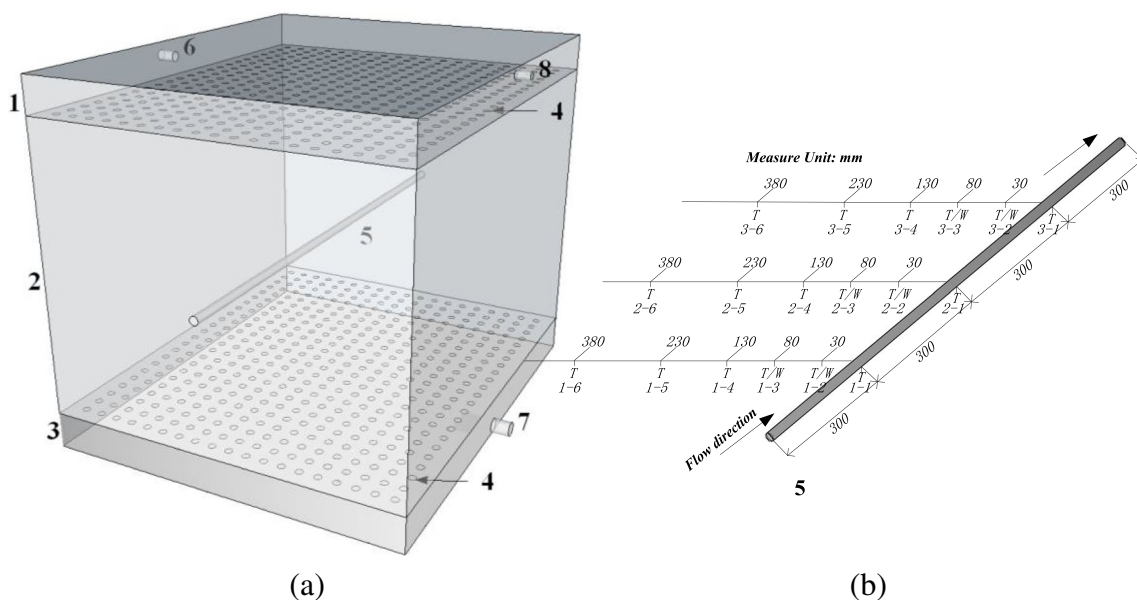 6
8
1
4
5
2
3
7
4
(a)
Measure Unit: mm
380 230 130 80 30
T T T T/W T/W T
3-6 3-5 3-4 3-3 3-2 3-1
300
300
380 230 130 80 30
T T T T/W T/W T
2-6 2-5 2-4 2-3 2-2 2-1
300
380 230 130 80 30
T T T T/W T/W T
1-6 1-5 1-4 1-3 1-2 1-1
300
Flow direction
5
(b)